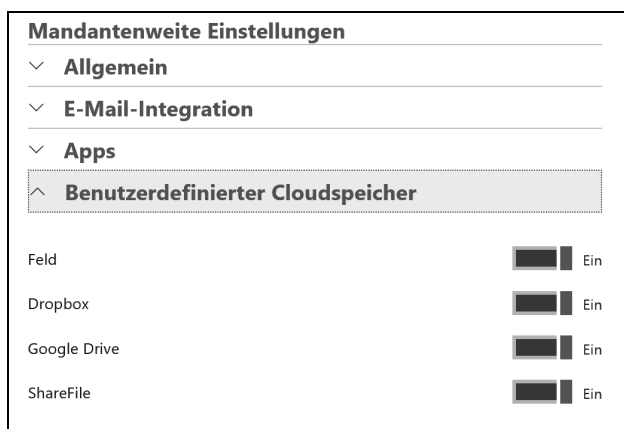 Mandantenweite Einstellungen
Allgemein
E-Mail-Integration
Apps
Benutzerdefinierter Cloudspeicher
Feld Ein
Dropbox Ein
Google Drive Ein
ShareFile Ein